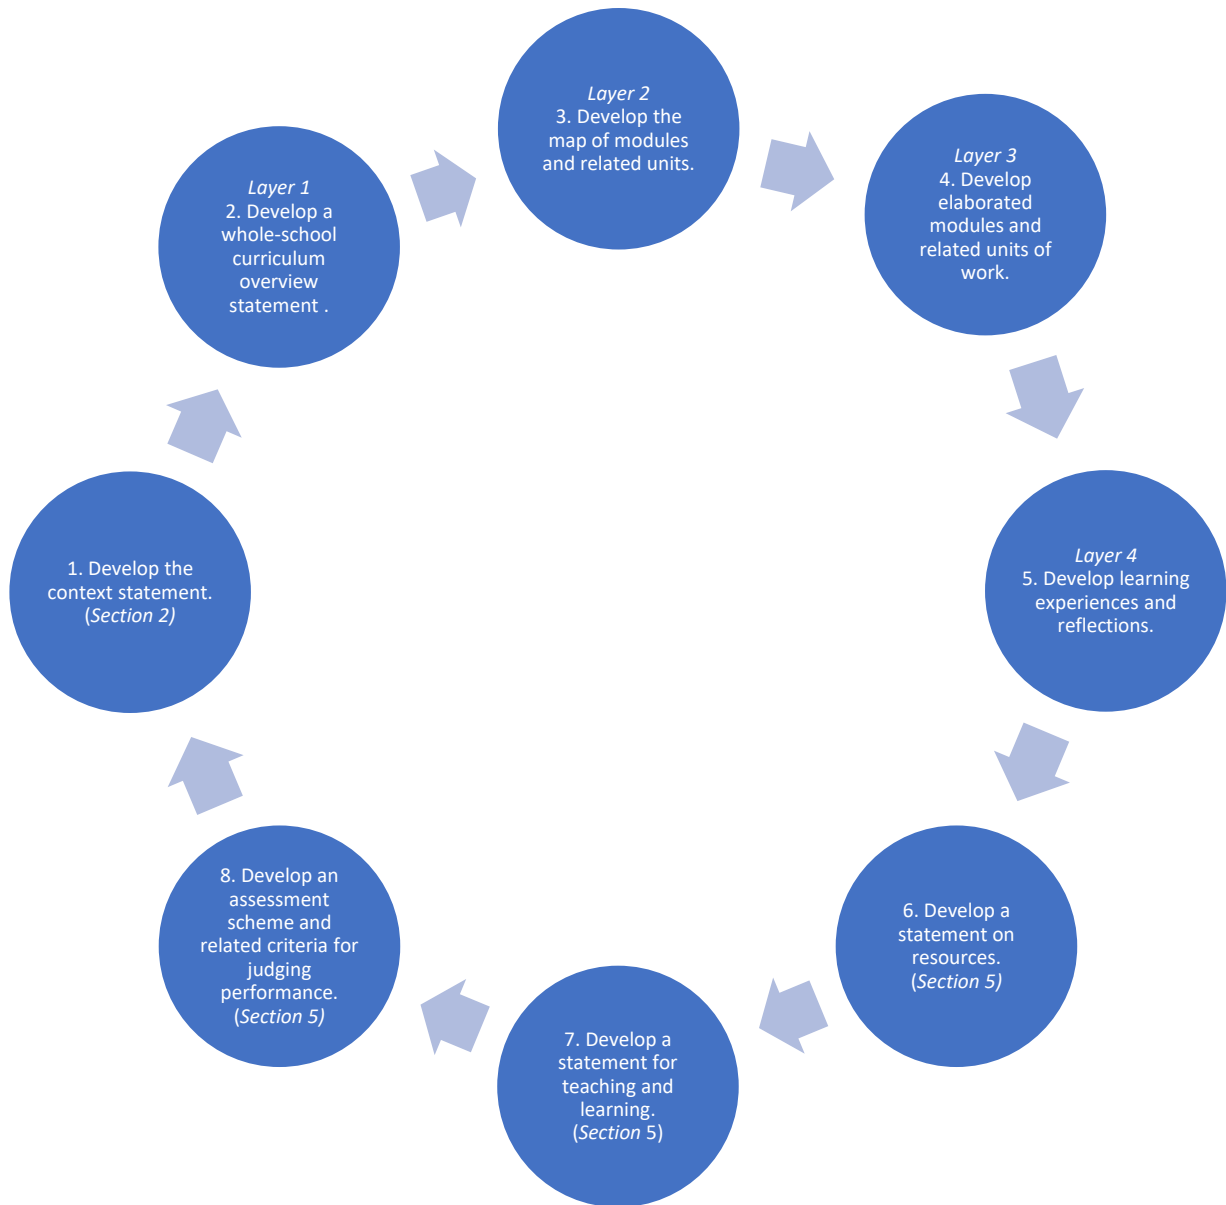 1. Develop the
context statement.
(Section 2)
Layer 1
2. Develop a
whole-school
curriculum
overview
statement .
Layer 2
3. Develop the
map of modules
and related units.
Layer 3
4. Develop
elaborated
modules and
related units of
work.
Layer 4
5. Develop learning
experiences and
reflections.
6. Develop a
statement on
resources.
(Section 5)
7. Develop a
statement for
teaching and
learning.
(Section 5)
8. Develop an
assessment
scheme and
related criteria for
judging
performance.
(Section 5)